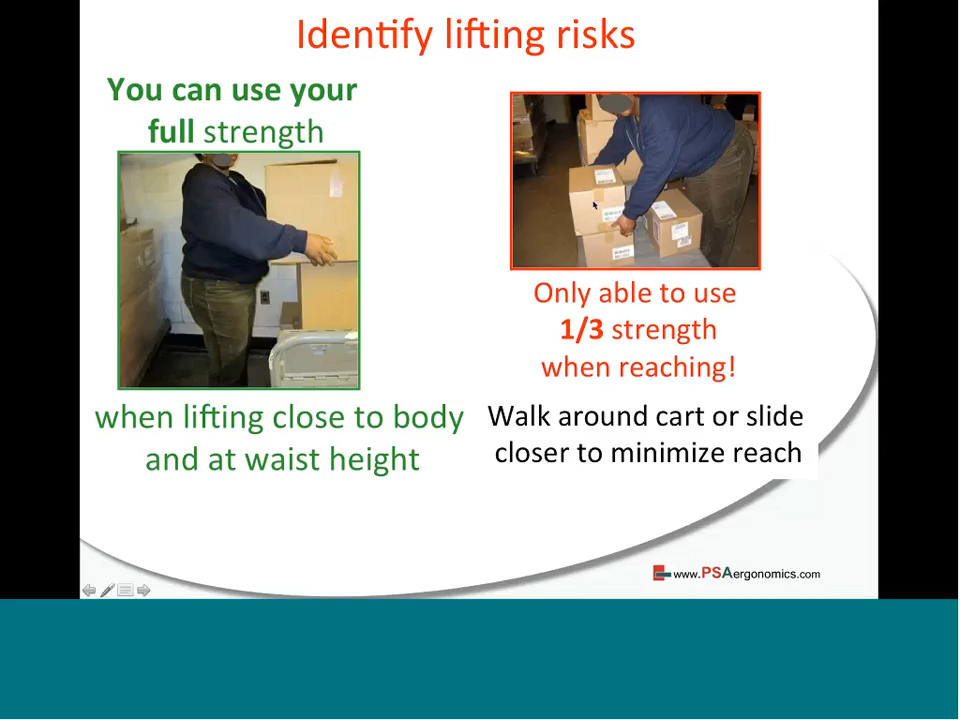 Identify lifting risks
You can use your
full strength
when lifting close to body
and at waist height
Only able to use
1/3 strength
when reaching!
Walk around cart or slide
closer to minimize reach
www.PSAergonomics.com